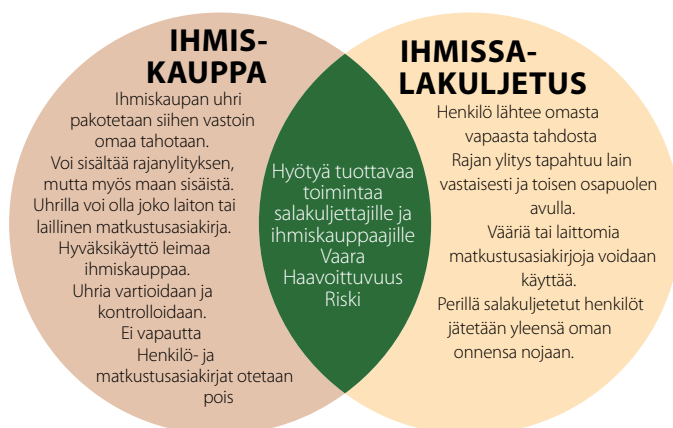 IHMIS-
KAUPPA
Ihmiskaupan uhri
pakotetaan siihen vastoin
omaa tahotaan.
Voi sisältää rajanylityksen,
mutta myös maan sisäistä.
Uhrilla voi olla joko laiton tai
laillinen matkustusasiakirja.
Hyväksikäyttö leimaa
ihmiskauppaa.
Uhria vartioidaan ja
kontrolloidaan.
Ei vapautta
Henkilö- ja
matkustusasiakirjat otetaan
pois
Hyötyä tuottavaa
toimintaa
salakuljettajille ja
ihmiskauppaajille
Vaara
Haavoittuvuus
Riski
IHMISSA-
LAKULJETUS
Henkilö lähtee omasta
vapaasta tahdosta
Rajan ylitys tapahtuu lain
vastaisesti ja toisen osapuolen
avulla.
Vääriä tai laittomia
matkustusasiakirjoja voidaan
käyttää.
Perillä salakuljetetut henkilöt
jätetään yleensä oman
onnensa nojaan.